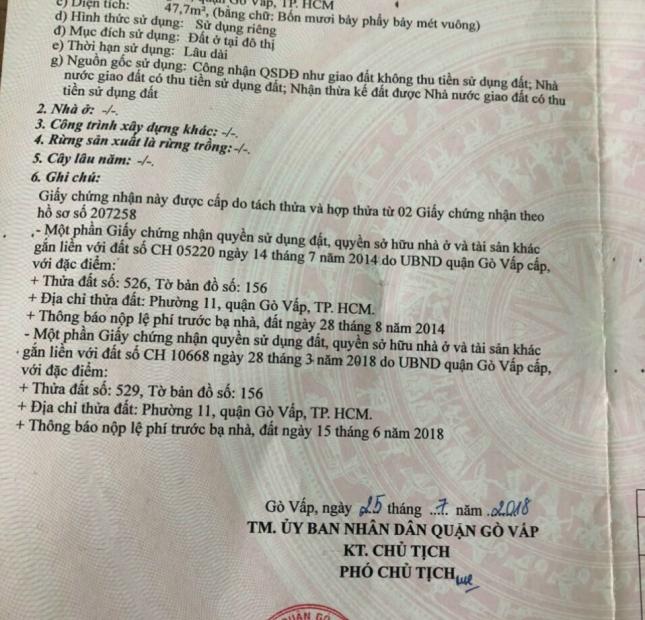 c) Diện tích: 47,7m², (bằng chữ: Bốn mươi bảy phẩy bảy mét vuông)
Gò Vấp, TP. HCM
d) Hình thức sử dụng: Sử dụng riêng
đ) Mục đích sử dụng: Đất ở tại đô thị
e) Thời hạn sử dụng: Lâu dài
g) Nguồn gốc sử dụng: Công nhận QSDĐ như giao đất không thu tiền sử dụng đất; Nhà
nước giao đất có thu tiền sử dụng đất; Nhận thừa kế đất được Nhà nước giao đất có thu
tiền sử dụng đất
2. Nhà ở: -/-.
3. Công trình xây dựng khác: -/-.
4. Rừng sản xuất là rừng trồng:-/-.
5. Cây lâu năm: -/-.
6. Ghi chú:
Giấy chứng nhận này được cấp do tách thửa và hợp thửa từ 02 Giấy chứng nhận theo
hồ sơ số 207258
- Một phần Giấy chứng nhận quyền sử dụng đất, quyền sở hữu nhà ở và tài sản khác
gắn liền với đất số CH 05220 ngày 14 tháng 7 năm 2014 do UBND quận Gò Vấp cấp,
với đặc điểm:
+ Thửa đất số: 526, Tờ bản đồ số: 156
+ Địa chỉ thửa đất: Phường 11, quận Gò Vấp, TP. HCM.
+ Thông báo nộp lệ phí trước bạ nhà, đất ngày 28 tháng 8 năm 2014
- Một phần Giấy chứng nhận quyền sử dụng đất, quyền sở hữu nhà ở và tài sản khác
gắn liền với đất số CH 10668 ngày 28 tháng 3 năm 2018 do UBND quận Gò Vấp cấp,
với đặc điểm:
+ Thửa đất số: 529, Tờ bản đồ số: 156
+ Địa chỉ thửa đất: Phường 11, quận Gò Vấp, TP. HCM.
+ Thông báo nộp lệ phí trước bạ nhà, đất ngày 15 tháng 6 năm 2018
Gò Vấp, ngày 25 tháng ..7. năm .2018
TM. ỦY BAN NHÂN DÂN QUẬN GÒ VẤP
KT. CHỦ TỊCH
PHÓ CHỦ TỊCH
QUẬN GÒ